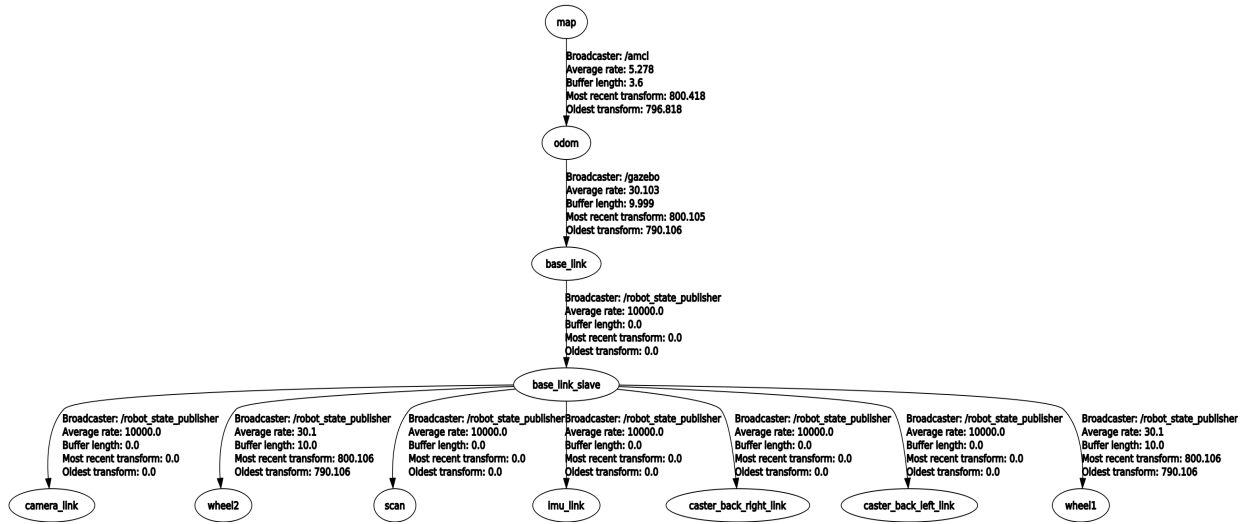 map
Broadcaster: /amcl
Average rate: 5.278
Buffer length: 3.6
Most recent transform: 800.418
Oldest transform: 796.818
odom
Broadcaster: /gazebo
Average rate: 30.103
Buffer length: 9.999
Most recent transform: 800.105
Oldest transform: 790.106
base_link
Broadcaster: /robot_state_publisher
Average rate: 10000.0
Buffer length: 0.0
Most recent transform: 0.0
Oldest transform: 0.0
base_link_slave
Broadcaster: /robot_state_publisher
Average rate: 10000.0
Buffer length: 0.0
Most recent transform: 0.0
Oldest transform: 0.0
camera_link
Broadcaster: /robot_state_publisher
Average rate: 30.1
Buffer length: 10.0
Most recent transform: 800.106
Oldest transform: 790.106
wheel2
Broadcaster: /robot_state_publisher
Average rate: 10000.0
Buffer length: 0.0
Most recent transform: 0.0
Oldest transform: 0.0
scan
Broadcaster: /robot_state_publisher
Average rate: 10000.0
Buffer length: 0.0
Most recent transform: 0.0
Oldest transform: 0.0
imu_link
Broadcaster: /robot_state_publisher
Average rate: 10000.0
Buffer length: 0.0
Most recent transform: 0.0
Oldest transform: 0.0
caster_back_right_link
Broadcaster: /robot_state_publisher
Average rate: 10000.0
Buffer length: 0.0
Most recent transform: 0.0
Oldest transform: 0.0
caster_back_left_link
Broadcaster: /robot_state_publisher
Average rate: 30.1
Buffer length: 10.0
Most recent transform: 800.106
Oldest transform: 790.106
wheel1